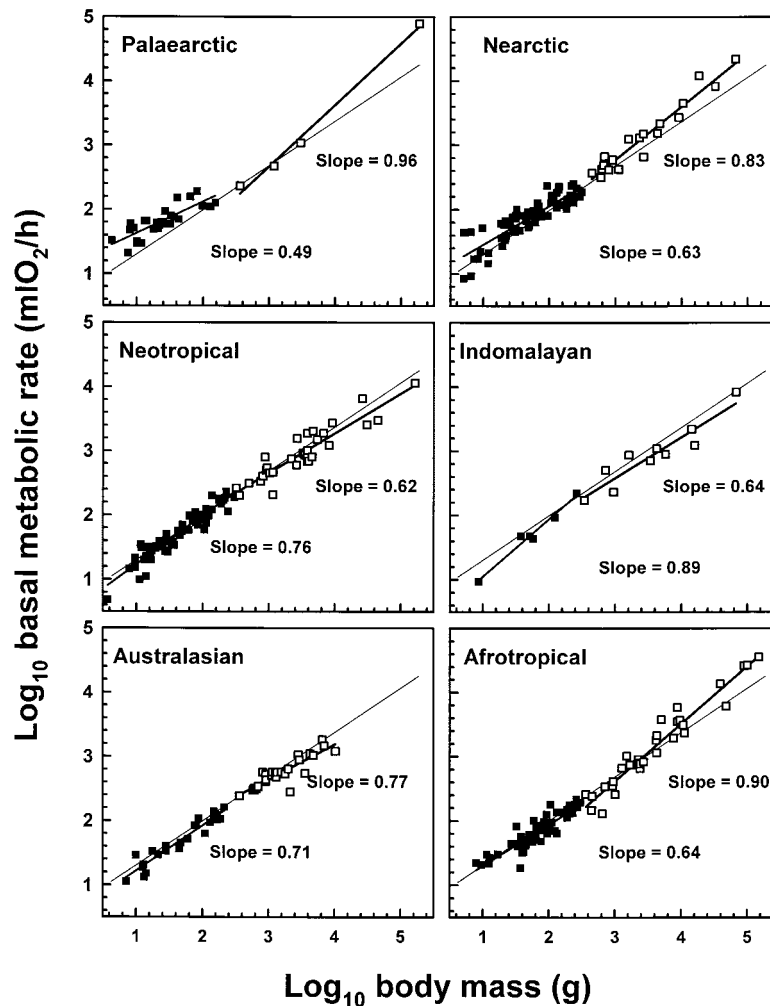 Log10 basal metabolic rate (mlO2/h)
5
4
3
2
1
Palaearctic
Slope = 0.96
Slope = 0.49
Nearctic
Slope = 0.83
Slope = 0.63
5
4
3
2
1
Neotropical
Slope = 0.62
Slope = 0.76
Indomalayan
Slope = 0.64
Slope = 0.89
5
4
3
2
1
Australasian
Slope = 0.77
Slope = 0.71
Afrotropical
Slope = 0.90
Slope = 0.64
1 2 3 4 5
1 2 3 4 5
Log10 body mass (g)